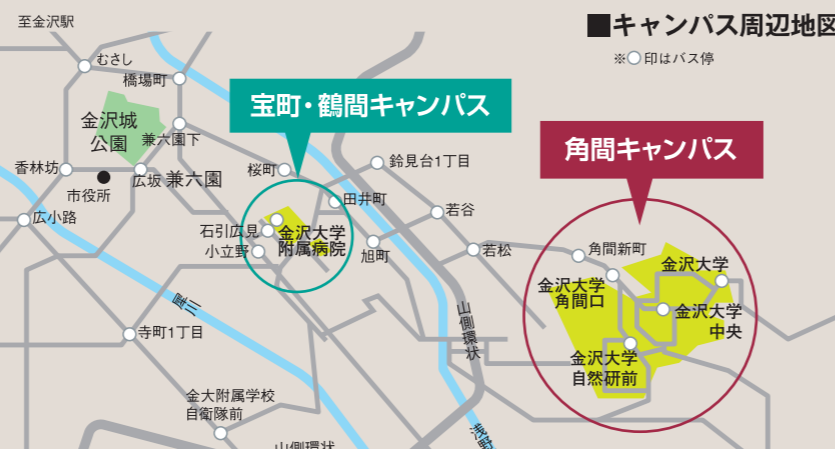 至金沢駅
■キャンパス周辺地図
※○印はバス停
むさし
橋場町
宝町・鶴間キャンパス
金沢城
公園
兼六園下
角間キャンパス
香林坊
市役所
広坂
兼六園
桜町
鈴見台1丁目
田井町
広小路
石引広見
小立野
金沢大学
附属病院
旭町
若谷
若松
角間新町
金沢大学
金沢大学
角間口
金沢大学
中央
金沢大学
自然研前
犀川
山側環状
寺町1丁目
金大附属学校
自衛隊前
山側環状
浅野